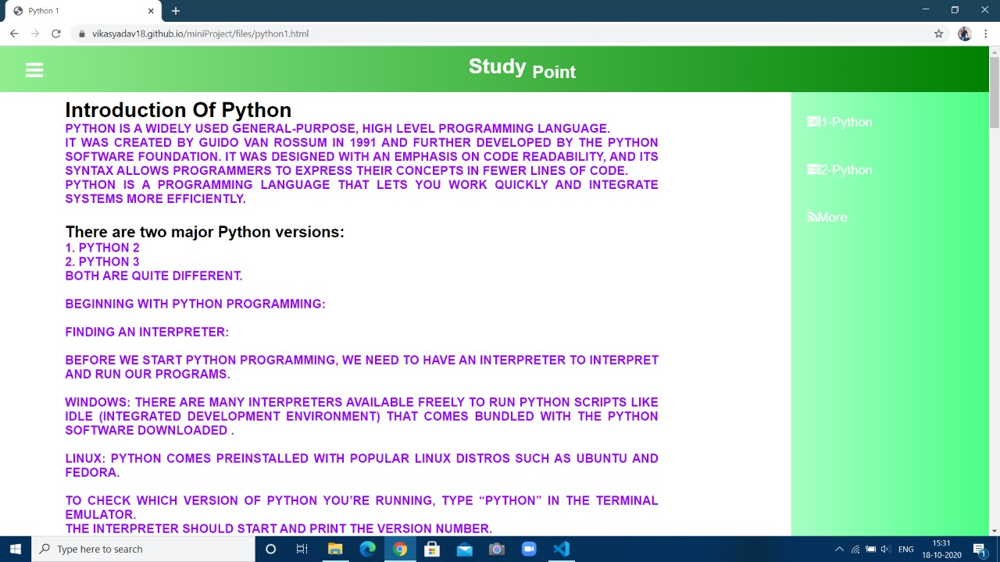 Python 1
vikasyadav18.github.io/miniProject/files/python1.html
Study Point
Introduction Of Python
PYTHON IS A WIDELY USED GENERAL-PURPOSE, HIGH LEVEL PROGRAMMING LANGUAGE.
IT WAS CREATED BY GUIDO VAN ROSSUM IN 1991 AND FURTHER DEVELOPED BY THE PYTHON
SOFTWARE FOUNDATION. IT WAS DESIGNED WITH AN EMPHASIS ON CODE READABILITY, AND ITS
SYNTAX ALLOWS PROGRAMMERS TO EXPRESS THEIR CONCEPTS IN FEWER LINES OF CODE.
PYTHON IS A PROGRAMMING LANGUAGE THAT LETS YOU WORK QUICKLY AND INTEGRATE
SYSTEMS MORE EFFICIENTLY.
There are two major Python versions:
1. PYTHON 2
2. PYTHON 3
BOTH ARE QUITE DIFFERENT.
BEGINNING WITH PYTHON PROGRAMMING:
FINDING AN INTERPRETER:
BEFORE WE START PYTHON PROGRAMMING, WE NEED TO HAVE AN INTERPRETER TO INTERPRET
AND RUN OUR PROGRAMS.
WINDOWS: THERE ARE MANY INTERPRETERS AVAILABLE FREELY TO RUN PYTHON SCRIPTS LIKE
IDLE (INTEGRATED DEVELOPMENT ENVIRONMENT) THAT COMES BUNDLED WITH THE PYTHON
SOFTWARE DOWNLOADED .
LINUX: PYTHON COMES PREINSTALLED WITH POPULAR LINUX DISTROS SUCH AS UBUNTU AND
FEDORA.
TO CHECK WHICH VERSION OF PYTHON YOU’RE RUNNING, TYPE “PYTHON” IN THE TERMINAL
EMULATOR.
THE INTERPRETER SHOULD START AND PRINT THE VERSION NUMBER.
1-Python
2-Python
More
Type here to search
ENG
15:31
18-10-2020
1